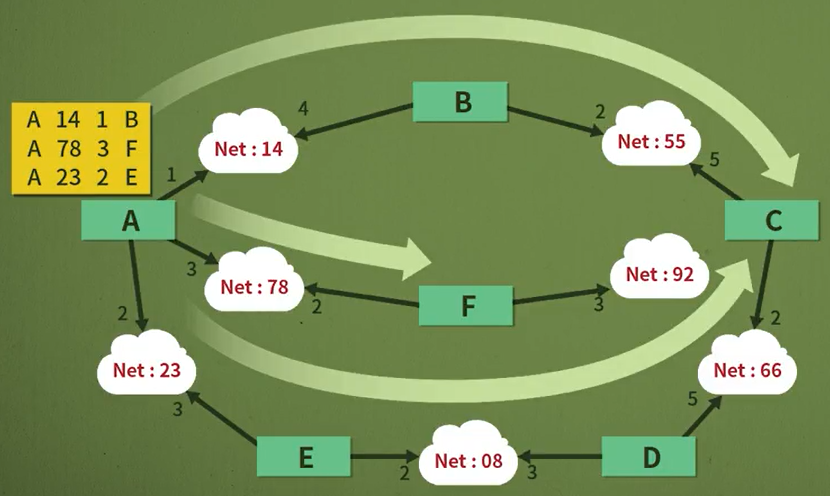 A 14 1 B
A 78 3 F
A 23 2 E
B
4
2
Net : 14
Net : 55
1
5
A
C
3
Net : 78
2
F
3
Net : 92
2
2
Net : 23
Net : 66
3
5
E
2
Net : 08
3
D